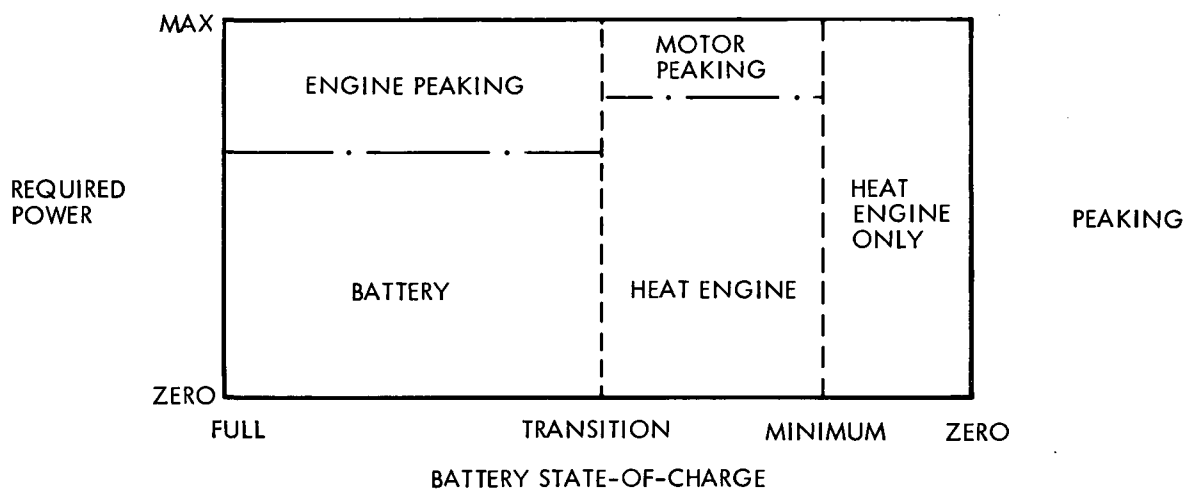 MAX
MOTOR
PEAKING
ENGINE PEAKING
REQUIRED
POWER
HEAT
ENGINE
ONLY
PEAKING
BATTERY
HEAT ENGINE
ZERO
FULL
TRANSITION
MINIMUM
ZERO
BATTERY STATE-OF-CHARGE